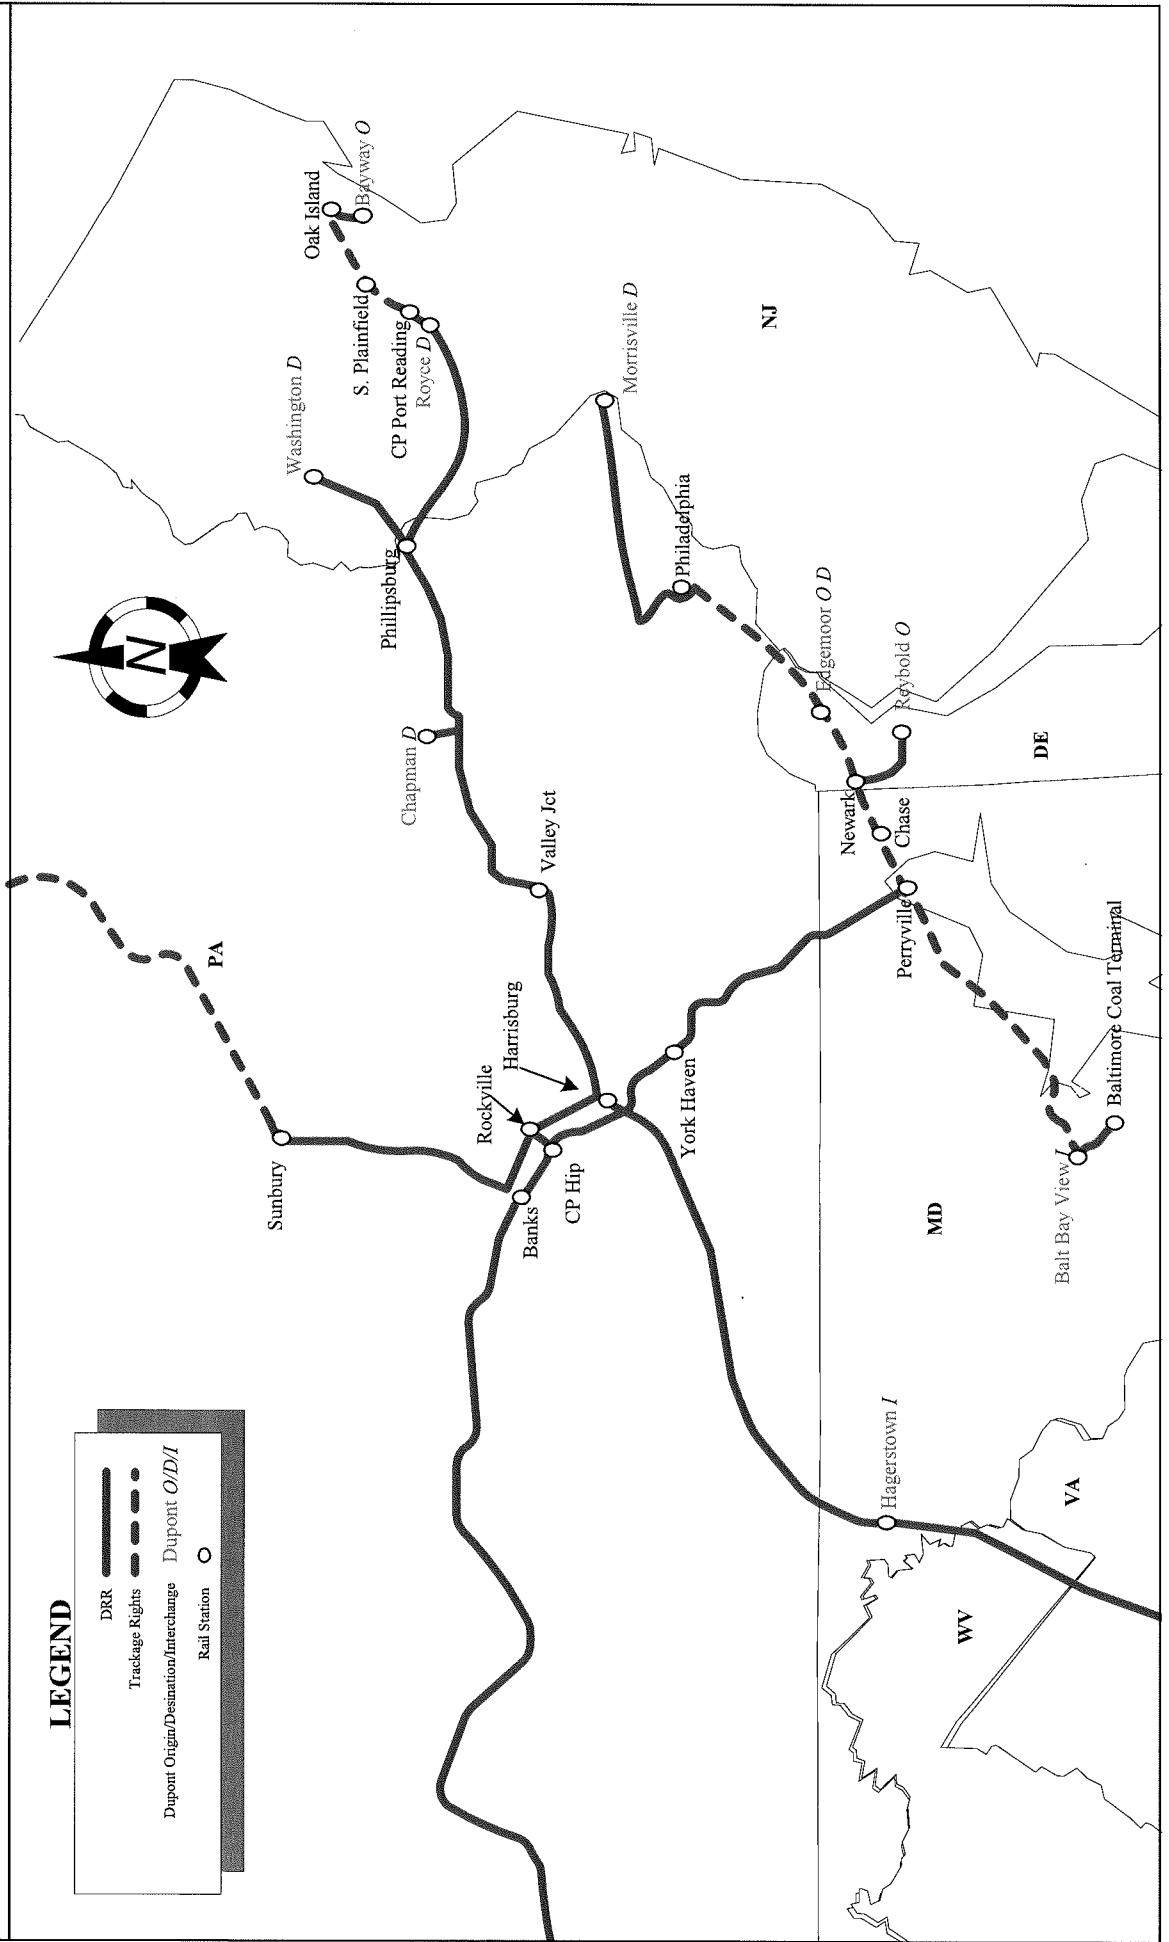 LEGEND
DRR
Trackage Rights
Dupont Origin/Desination/Interchange Dupont O/D/I
Rail Station
N
PA
Sunbury
Washington D
Oak Island
Bayway O
S. Plainfield
CP Port Reading
Royce D
Phillipsburg
Chapman D
Valley Jct
Harrisburg
Rockville
Banks
CP Hip
York Haven
Morrisville D
Philadelphia
NJ
Edgemoor O D
Reybold O
Newark
Chase
DE
Perryville
Baltimore Coal Terminal
Balt Bay View I
MD
Hagerstown I
VA
WV